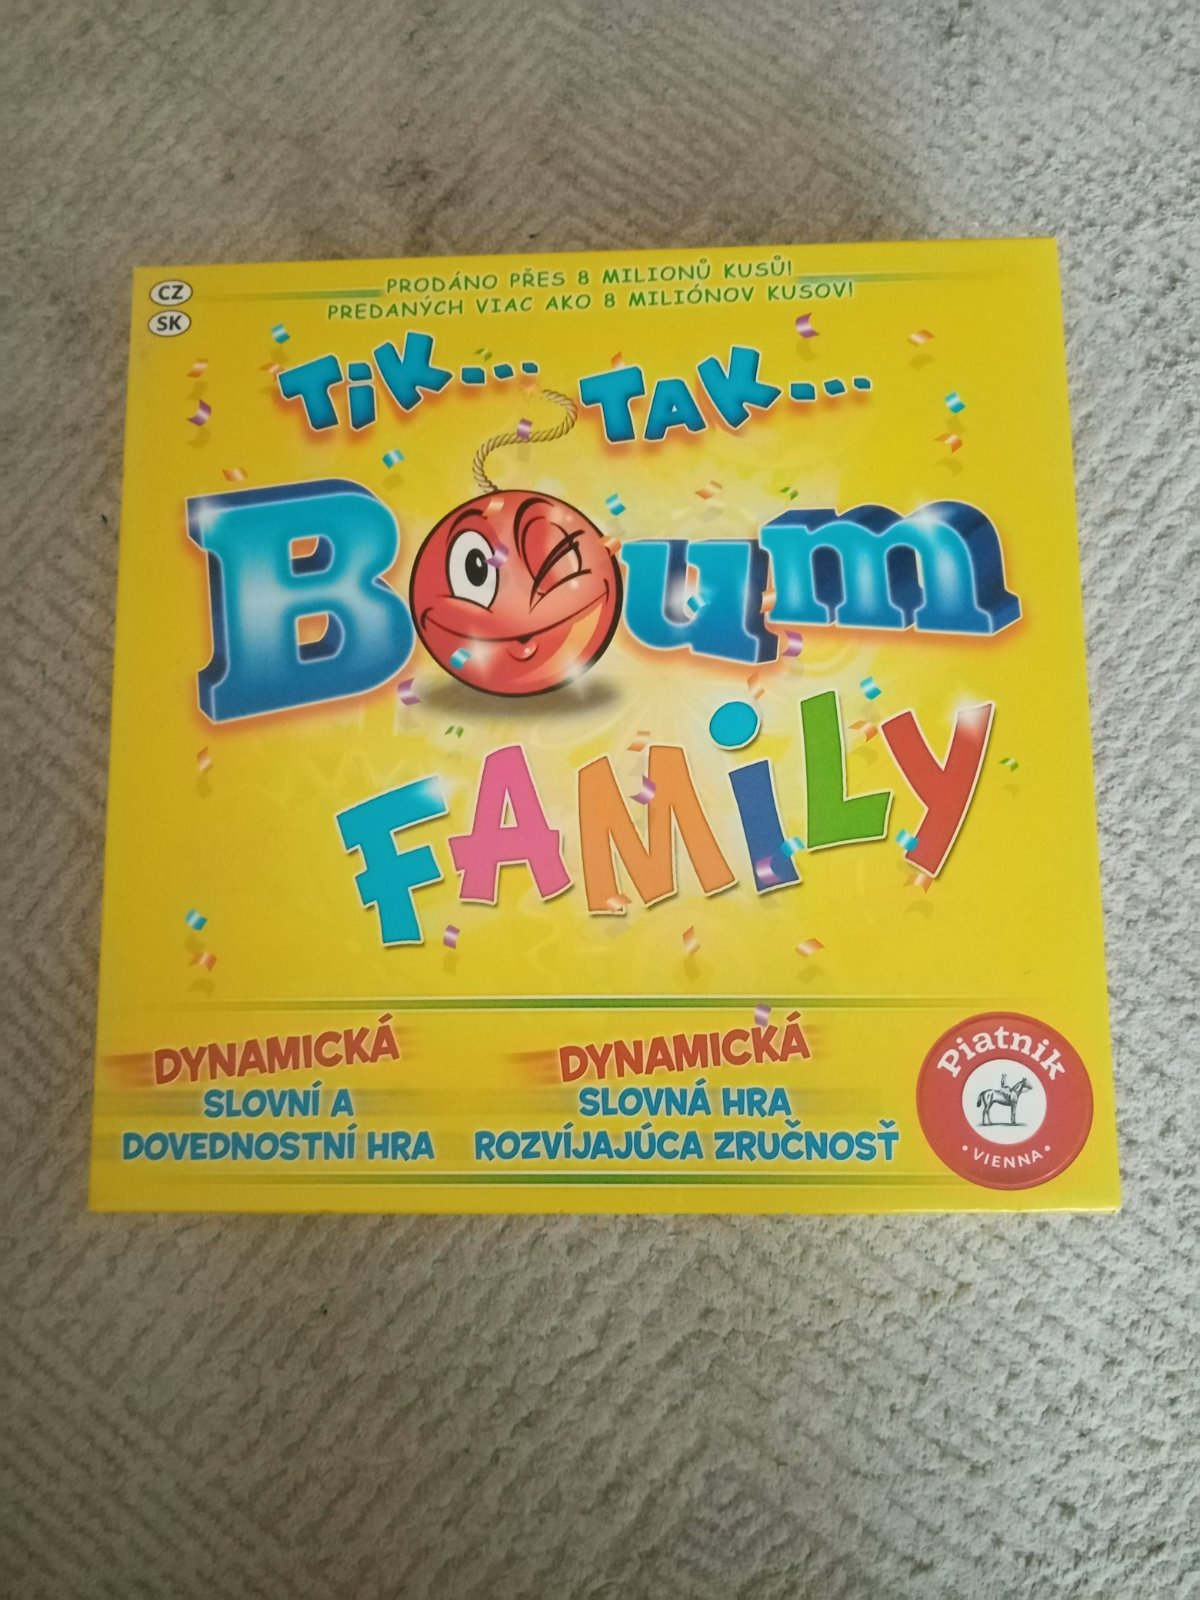 CZ
SK
PRODÁNO PŘES 8 MILIONŮ KUSŮ!
PREDANÝCH VIAC AKO 8 MILIÓNOV KUSOV!
TiK... TAK...
Boum
FAMiLY
DYNAMICKÁ
SLOVNÍ A
DOVEDNOSTNÍ HRA
DYNAMICKÁ
SLOVNÁ HRA
ROZVÍJAJÚCA ZRUČNOSŤ
Piatnik
· VIENNA ·